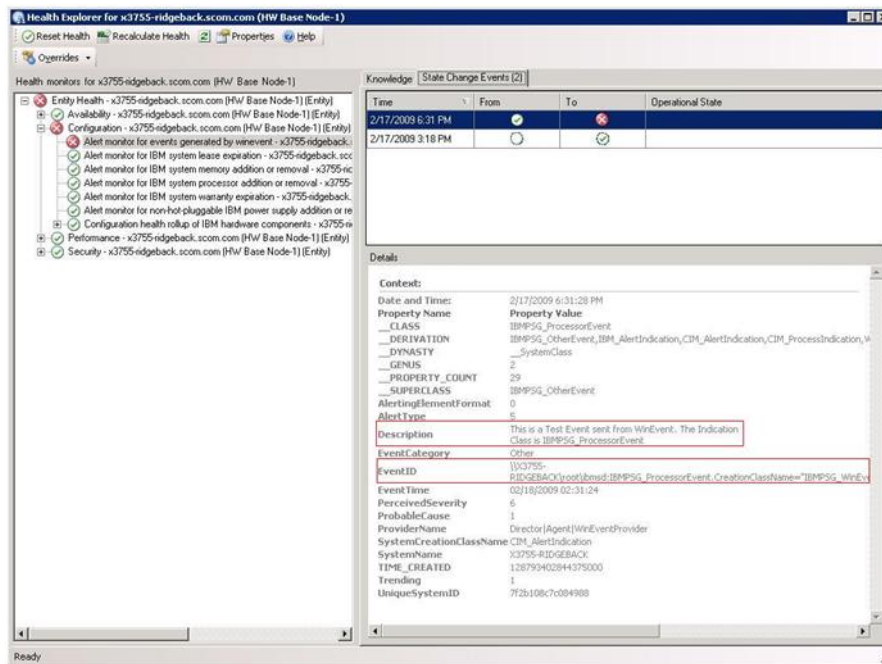 Health Explorer for x3755-ridgeback.scom.com (HW Base Node-1)
Reset Health Recalculate Health Properties Help
Overrides
Health monitors for x3755-ridgeback.scom.com (HW Base Node-1)
Entity Health - x3755-ridgeback.scom.com (HW Base Node-1) (Entity)
Availability - x3755-ridgeback.scom.com (HW Base Node-1) (Entity)
Configuration - x3755-ridgeback.scom.com (HW Base Node-1) (Entity)
Alert monitor for events generated by winevent - x3755-ridgeback.
Alert monitor for IBM system lease expiration - x3755-ridgeback.scc
Alert monitor for IBM system memory addition or removal - x3755-ric
Alert monitor for IBM system processor addition or removal - x3755-
Alert monitor for IBM system warranty expiration - x3755-ridgeback.
Alert monitor for non-hot-pluggable IBM power supply addition or re
Configuration health rollup of IBM hardware components - x3755-ri
Performance - x3755-ridgeback.scom.com (HW Base Node-1) (Entity)
Security - x3755-ridgeback.scom.com (HW Base Node-1) (Entity)
Knowledge State Change Events (2)
Time From To Operational State
2/17/2009 6:31 PM
2/17/2009 3:18 PM
Details
Context:
Date and Time: 2/17/2009 6:31:28 PM
Property Name Property Value
__CLASS IBMPSG_ProcessorEvent
__DERIVATION IBMPSG_OtherEvent,IBM_AlertIndication,CIM_AlertIndication,CIM_ProcessIndication,
__DYNASTY __SystemClass
__GENUS 2
__PROPERTY_COUNT 29
__SUPERCLASS IBMPSG_OtherEvent
AlertingElementFormat 0
AlertType 5
Description This is a Test Event sent from WinEvent. The Indication
Class is IBMPSG_ProcessorEvent
EventCategory Other
EventID \\X3755-
RIDGEBACK\root\ibmsd:IBMPSG_ProcessorEvent.CreationClassName="IBMPSG_WinEv
EventTime 02/18/2009 02:31:24
PerceivedSeverity 6
ProbableCause 1
ProviderName Director|Agent|WinEventProvider
SystemCreationClassName CIM_AlertIndication
SystemName X3755-RIDGEBACK
TIME_CREATED 128793402844375000
Trending 1
UniqueSystemID 7f2b108c7c084988
Ready